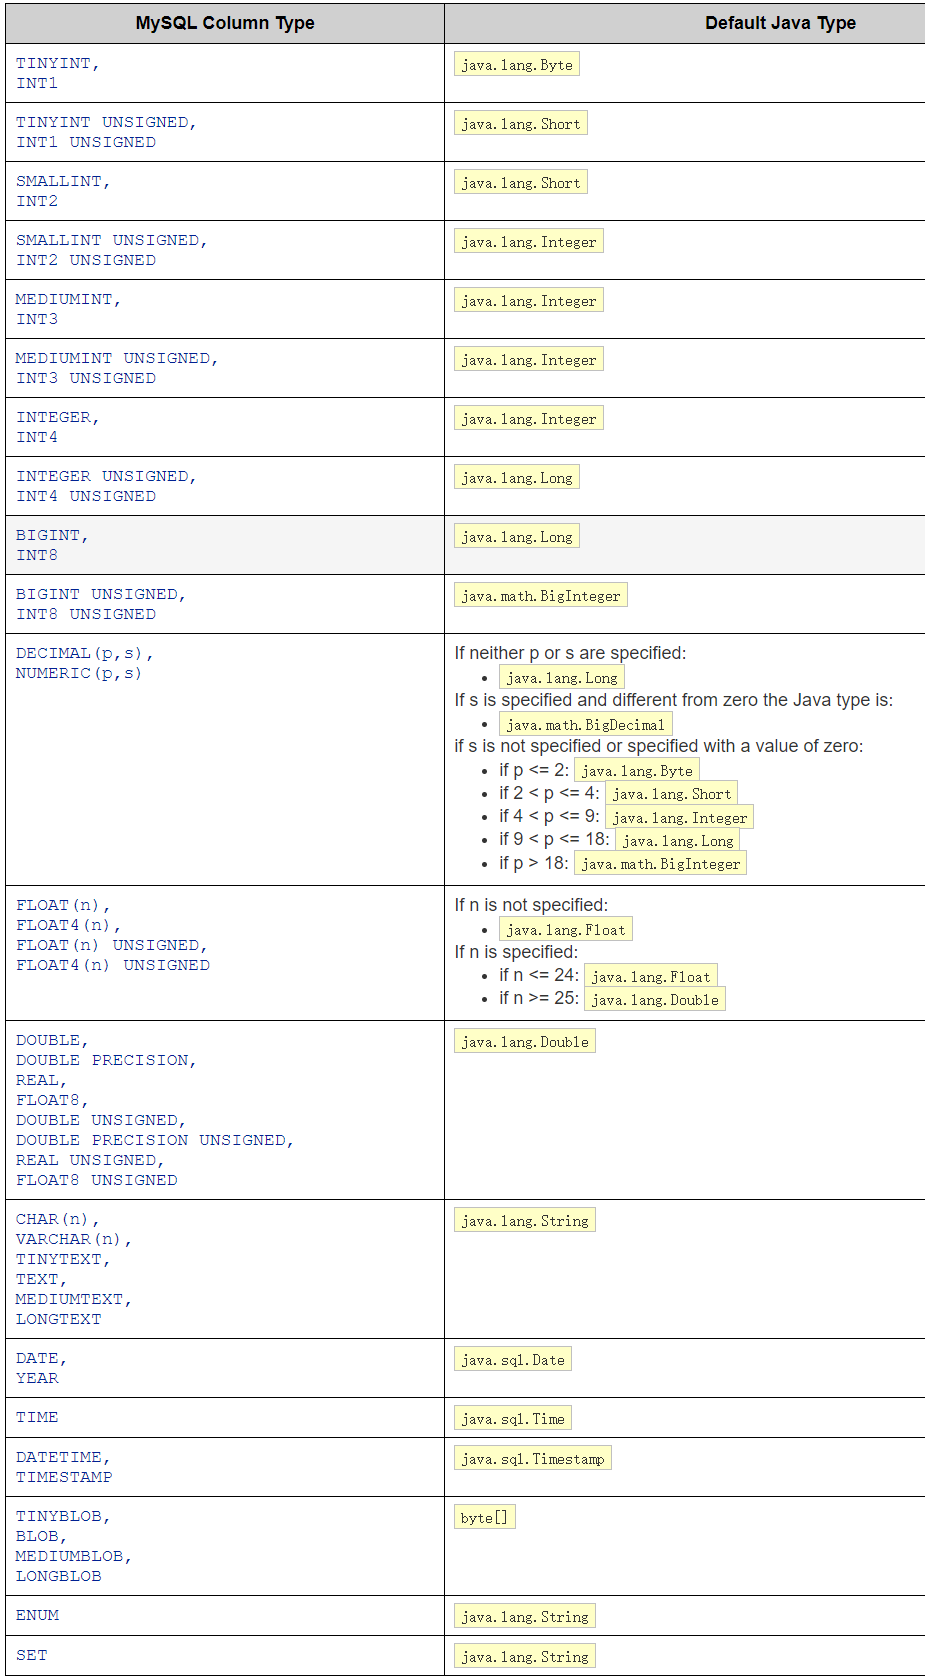 MySQL Column Type Default Java Type
TINYINT,
INT1
java.lang.Byte
TINYINT UNSIGNED,
INT1 UNSIGNED
java.lang.Short
SMALLINT,
INT2
java.lang.Short
SMALLINT UNSIGNED,
INT2 UNSIGNED
java.lang.Integer
MEDIUMINT,
INT3
java.lang.Integer
MEDIUMINT UNSIGNED,
INT3 UNSIGNED
java.lang.Integer
INTEGER,
INT4
java.lang.Integer
INTEGER UNSIGNED,
INT4 UNSIGNED
java.lang.Long
BIGINT,
INT8
java.lang.Long
BIGINT UNSIGNED,
INT8 UNSIGNED
java.math.BigInteger
DECIMAL(p,s),
NUMERIC(p,s)
If neither p or s are specified:
• java.lang.Long
If s is specified and different from zero the Java type is:
• java.math.BigDecimal
if s is not specified or specified with a value of zero:
• if p <= 2: java.lang.Byte
• if 2 < p <= 4: java.lang.Short
• if 4 < p <= 9: java.lang.Integer
• if 9 < p <= 18: java.lang.Long
• if p > 18: java.math.BigInteger
FLOAT(n),
FLOAT4(n),
FLOAT(n) UNSIGNED,
FLOAT4(n) UNSIGNED
If n is not specified:
• java.lang.Float
If n is specified:
• if n <= 24: java.lang.Float
• if n >= 25: java.lang.Double
DOUBLE,
DOUBLE PRECISION,
REAL,
FLOAT8,
DOUBLE UNSIGNED,
DOUBLE PRECISION UNSIGNED,
REAL UNSIGNED,
FLOAT8 UNSIGNED
java.lang.Double
CHAR(n),
VARCHAR(n),
TINYTEXT,
TEXT,
MEDIUMTEXT,
LONGTEXT
java.lang.String
DATE,
YEAR
java.sql.Date
TIME
java.sql.Time
DATETIME,
TIMESTAMP
java.sql.Timestamp
TINYBLOB,
BLOB,
MEDIUMBLOB,
LONGBLOB
byte[]
ENUM
java.lang.String
SET
java.lang.String